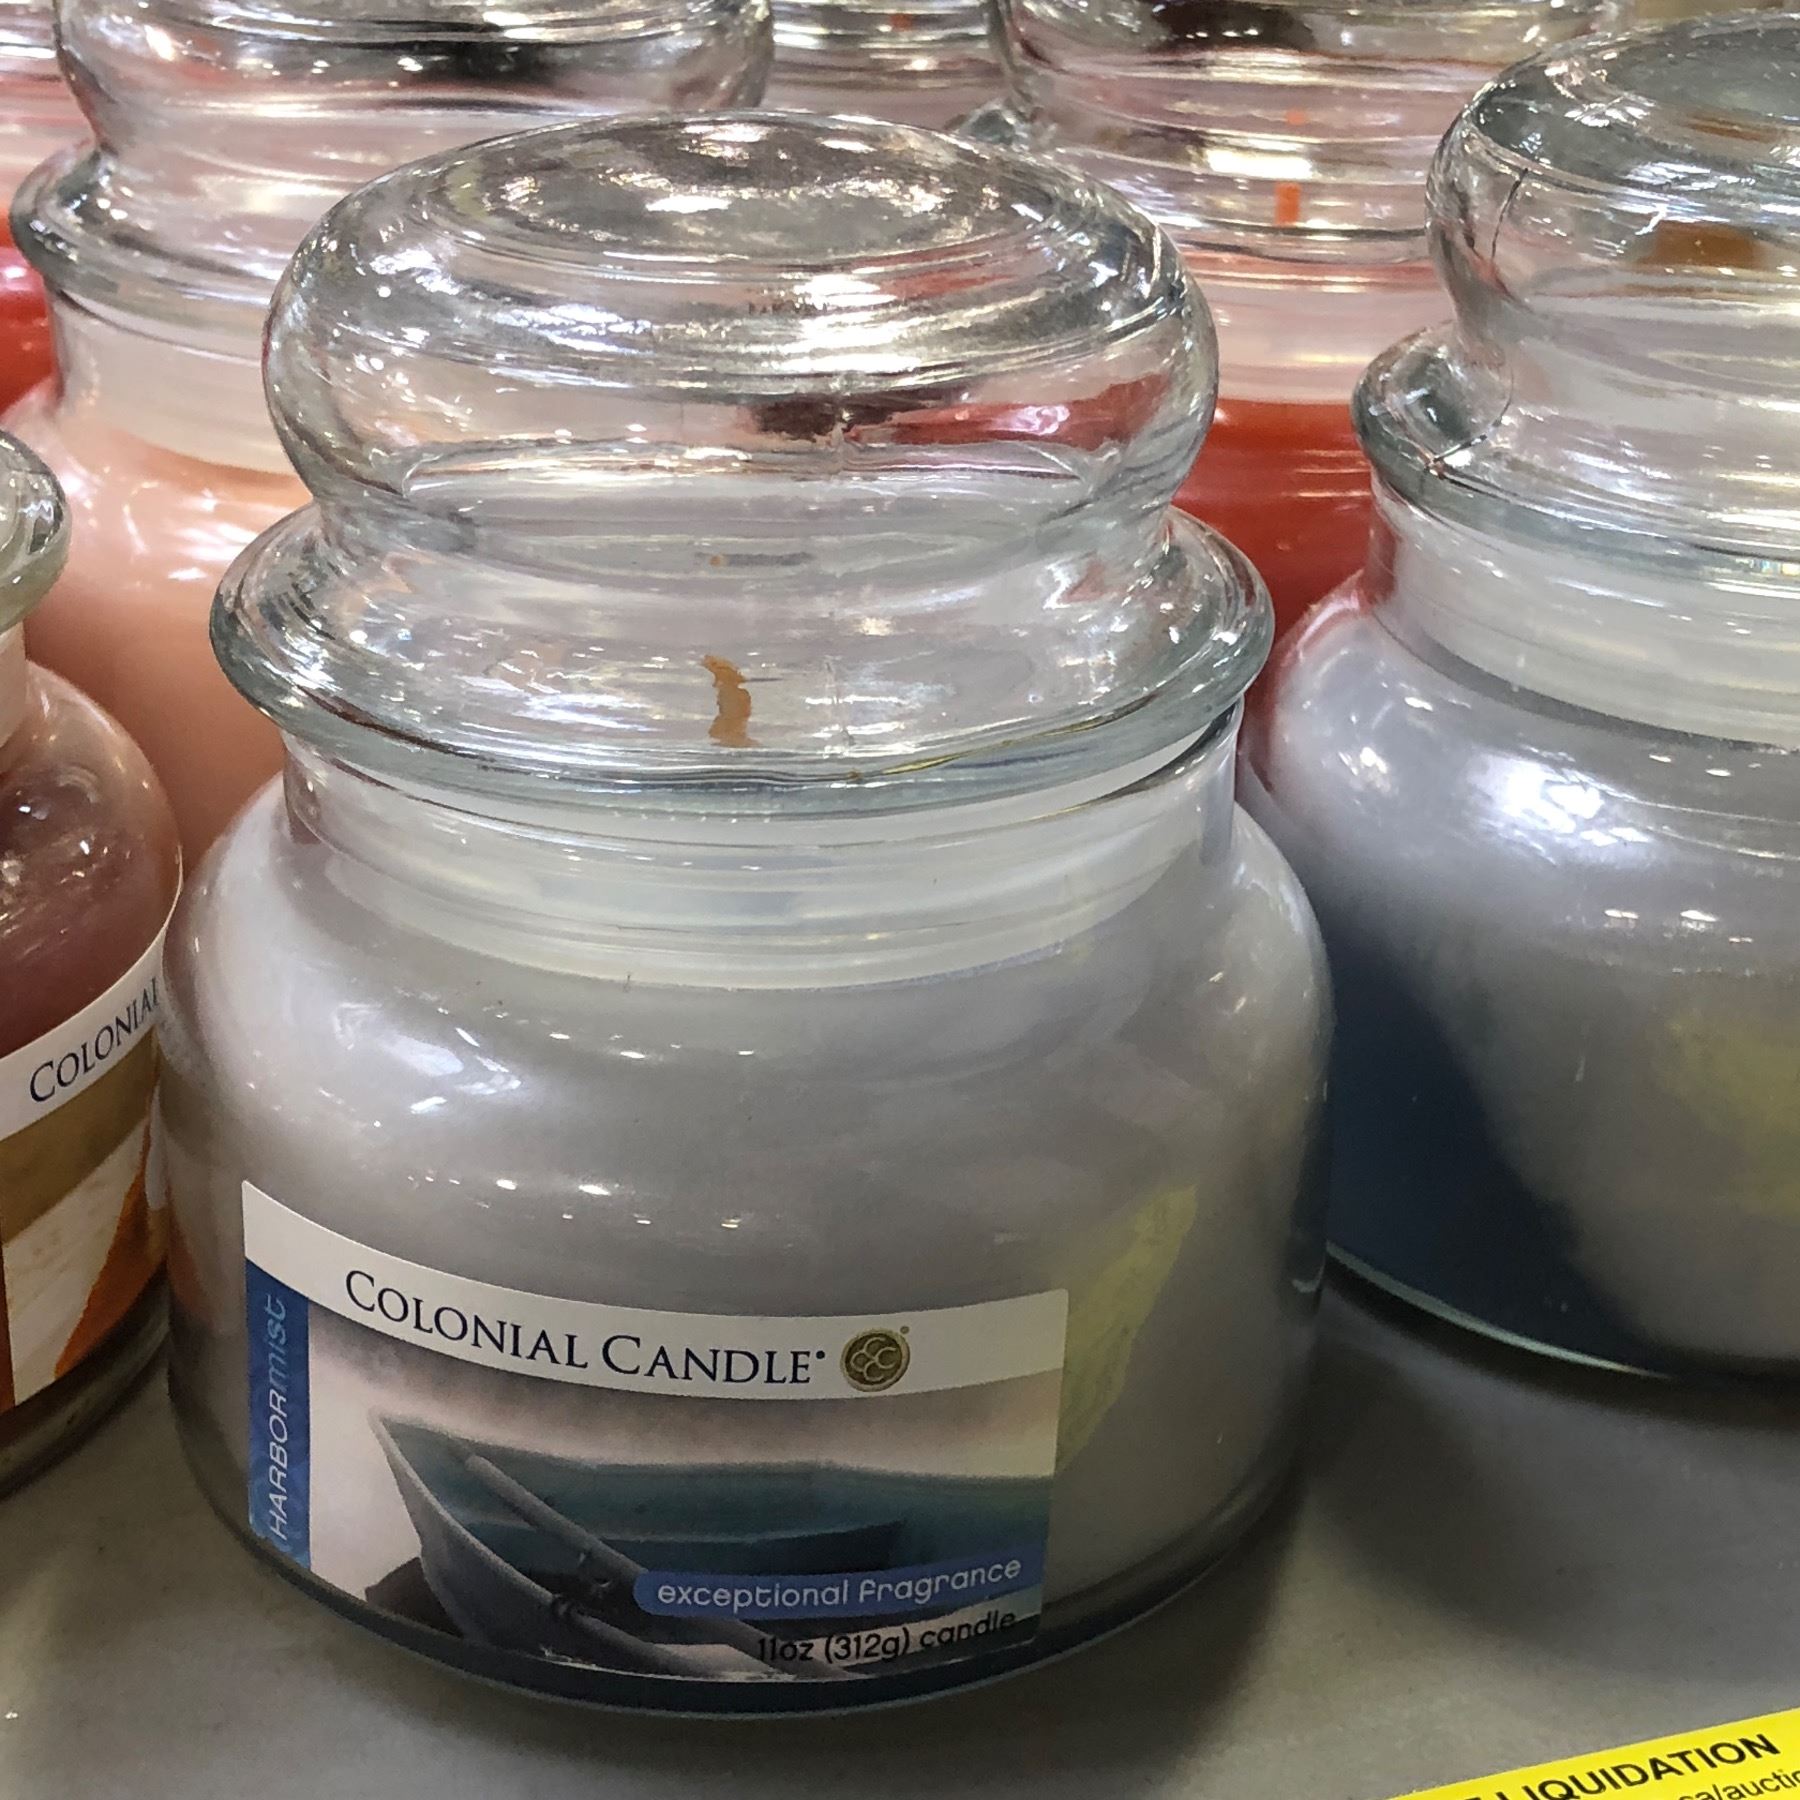 COLONIAL
COLONIAL CANDLE
HARBORmist
exceptional fragrance
11oz (312g) candle
LIQUIDATION